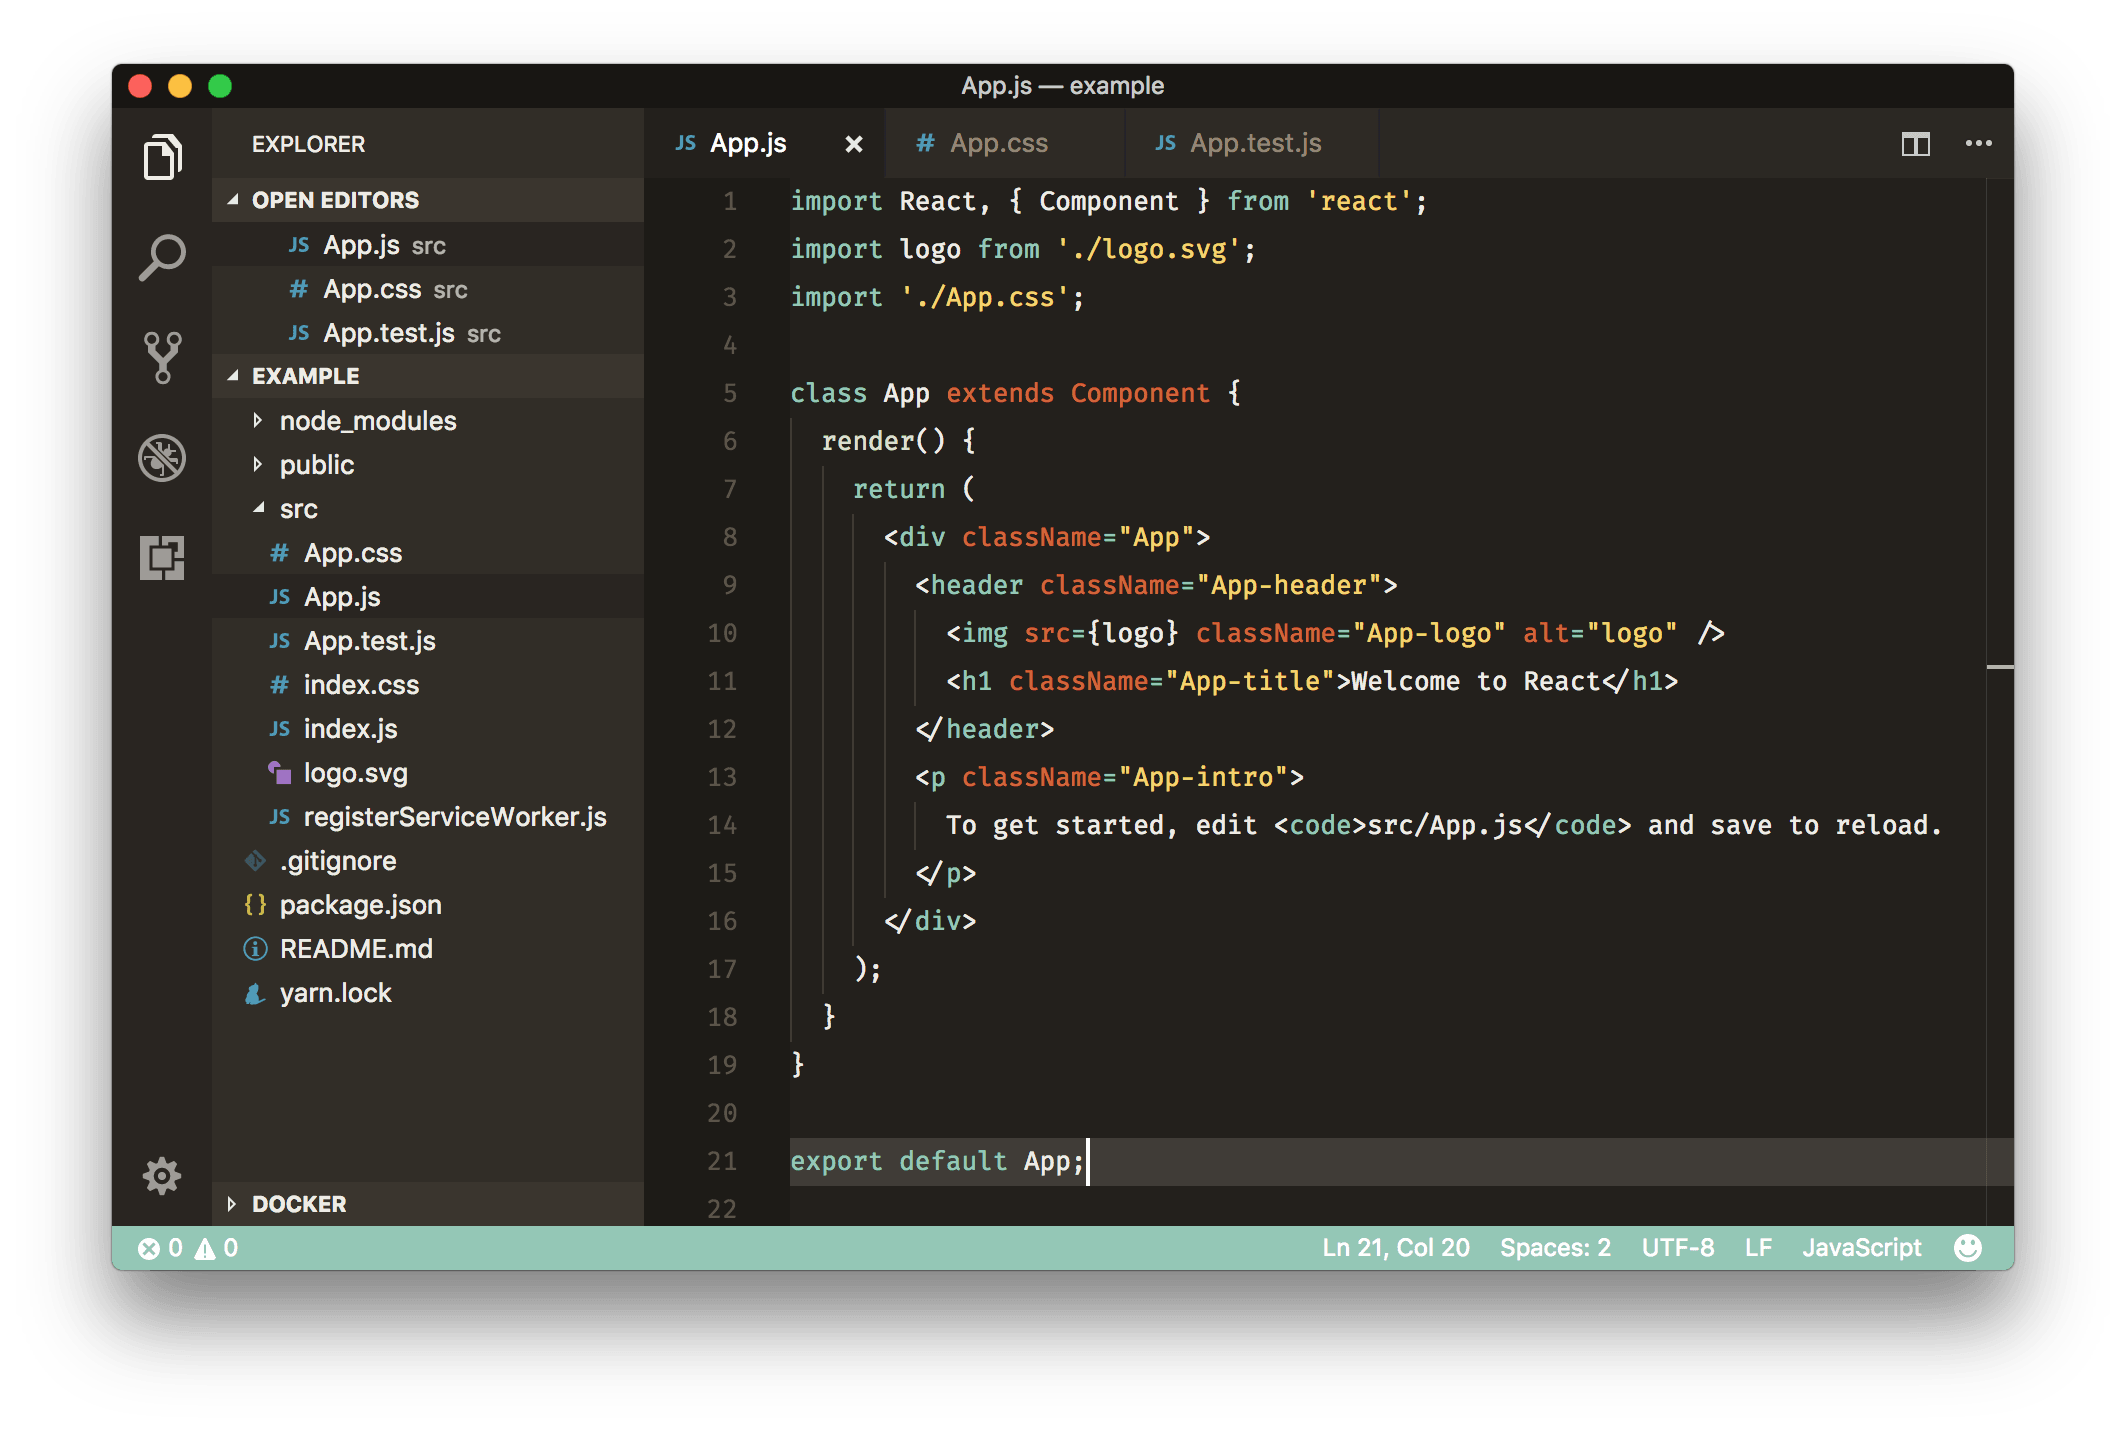 App.js — example
EXPLORER
OPEN EDITORS
JS App.js src
# App.css src
JS App.test.js src
EXAMPLE
node_modules
public
src
# App.css
JS App.js
JS App.test.js
# index.css
JS index.js
logo.svg
JS registerServiceWorker.js
.gitignore
{} package.json
README.md
yarn.lock
DOCKER
JS App.js × # App.css JS App.test.js
1 import React, { Component } from 'react';
2 import logo from './logo.svg';
3 import './App.css';
4
5 class App extends Component {
6 render() {
7 return (
8 <div className="App">
9 <header className="App-header">
10 <img src={logo} className="App-logo" alt="logo" />
11 <h1 className="App-title">Welcome to React</h1>
12 </header>
13 <p className="App-intro">
14 To get started, edit <code>src/App.js</code> and save to reload.
15 </p>
16 </div>
17 );
18 }
19 }
20
21 export default App;
22
0 0 Ln 21, Col 20 Spaces: 2 UTF-8 LF JavaScript